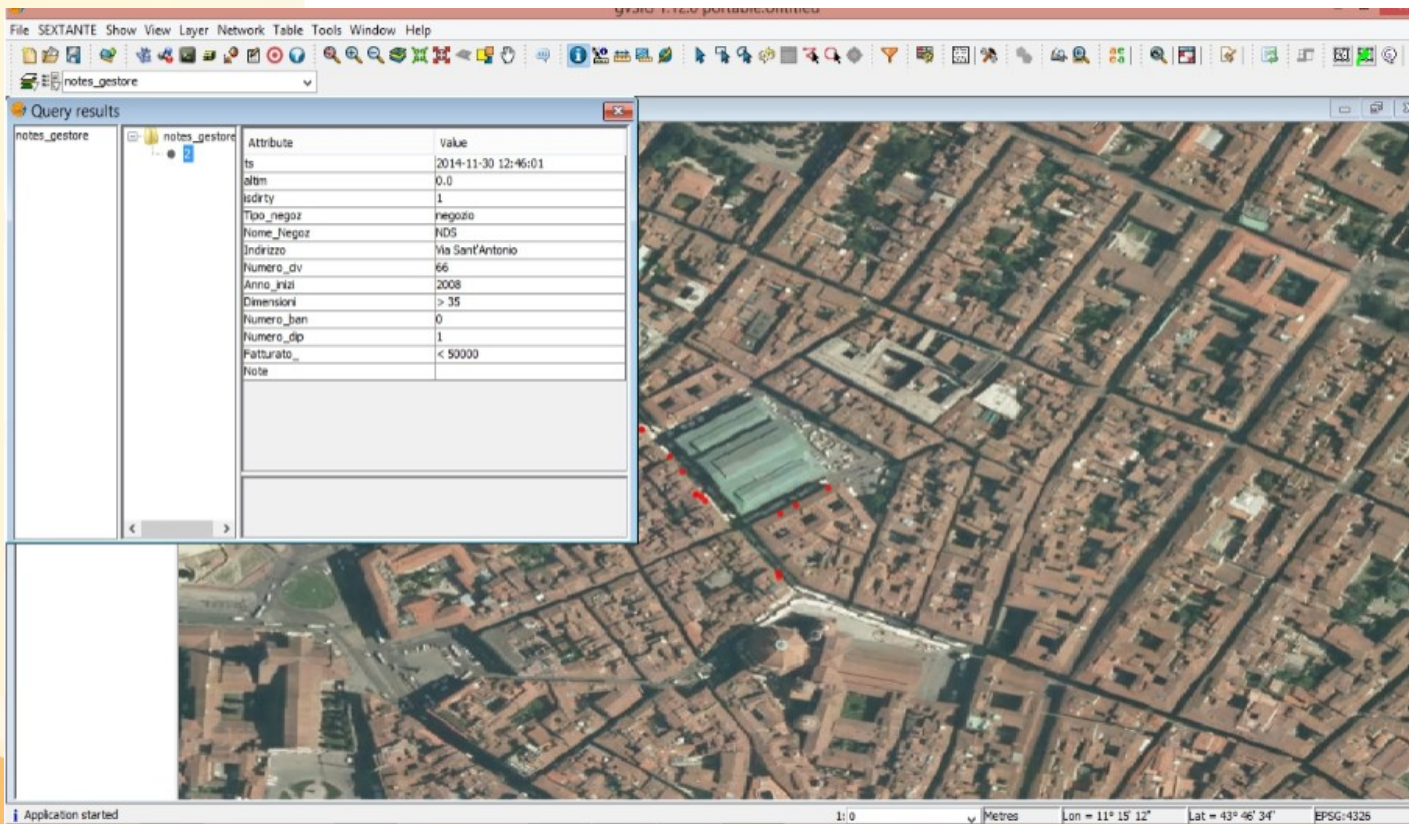 gvSIG 1.12.0 portable:Untitled
File SEXTANTE Show View Layer Network Table Tools Window Help
notes_gestore
Query results
notes_gestore
notes_gestore
2
Attribute Value
ts 2014-11-30 12:46:01
altim 0.0
isdirty 1
Tipo_negoz negozio
Nome_Negoz NDS
Indirizzo Via Sant'Antonio
Numero_civ 66
Anno_inizi 2008
Dimensioni > 35
Numero_ban 0
Numero_dip 1
Fatturato_ < 50000
Note
Application started 1: 0 Metres Lon = 11° 15' 12" Lat = 43° 46' 34" EPSG:4326